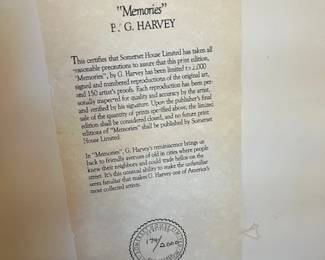 "Memories"
BY G. HARVEY
This certifies that Somerset House Limited has taken all
reasonable precautions to assure that this print edition,
"Memories", by G. Harvey has been limited to 2,000
signed and numbered reproductions of the original art,
and 150 artist's proofs. Each reproduction has been per-
sonally inspected for quality and accuracy by the artist,
and verified by his signature. Upon the publisher's final
sale of the quantity of prints specified above, the limited
edition shall be considered closed, and no future print
editions of "Memories" shall be published by Somerset
House Limited.
In "Memories", G. Harvey's reminiscence brings us
back to friendly avenues of old in cities where people
knew their neighbors and could trade hellos on the
street. It's this unusual ability to make the unfamiliar
seem familiar that makes G. Harvey one of America's
most collected artists.
174/2000